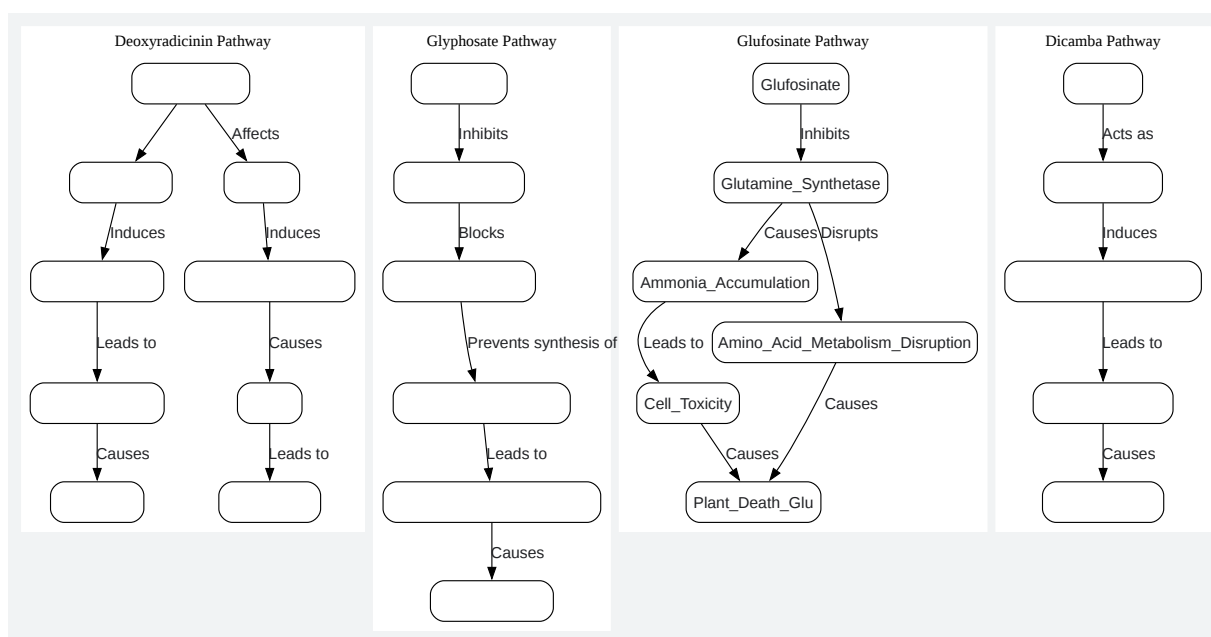 Deoxyradicinin Pathway
Affects
Induces
Induces
Leads to
Causes
Causes
Leads to
Glyphosate Pathway
Inhibits
Blocks
Prevents synthesis of
Leads to
Causes
Glufosinate Pathway
Glufosinate
Inhibits
Glutamine_Synthetase
Causes
Disrupts
Ammonia_Accumulation
Leads to
Amino_Acid_Metabolism_Disruption
Cell_Toxicity
Causes
Causes
Plant_Death_Glu
Dicamba Pathway
Acts as
Induces
Leads to
Causes